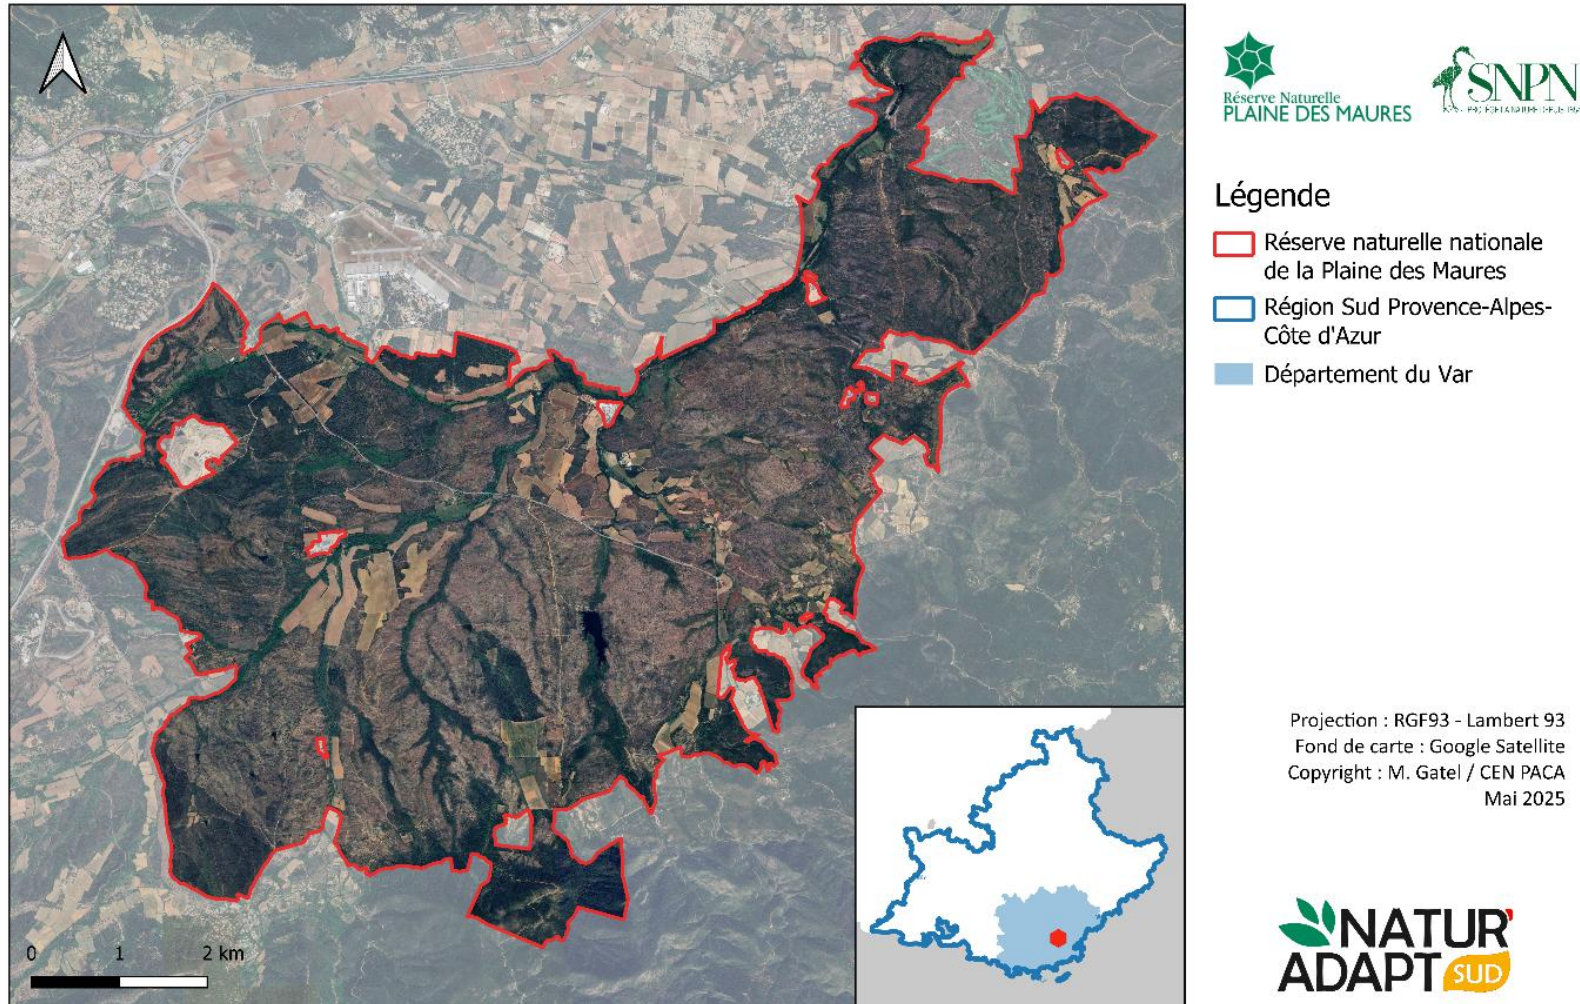 Réserve Naturelle
PLAINE DES MAURES
SNPN
Légende
Réserve naturelle nationale
de la Plaine des Maures
Région Sud Provence-Alpes-
Côte d'Azur
Département du Var
Projection : RGF93 - Lambert 93
Fond de carte : Google Satellite
Copyright : M. Gatel / CEN PACA
Mai 2025
0 1 2 km
NATUR'
ADAPT SUD